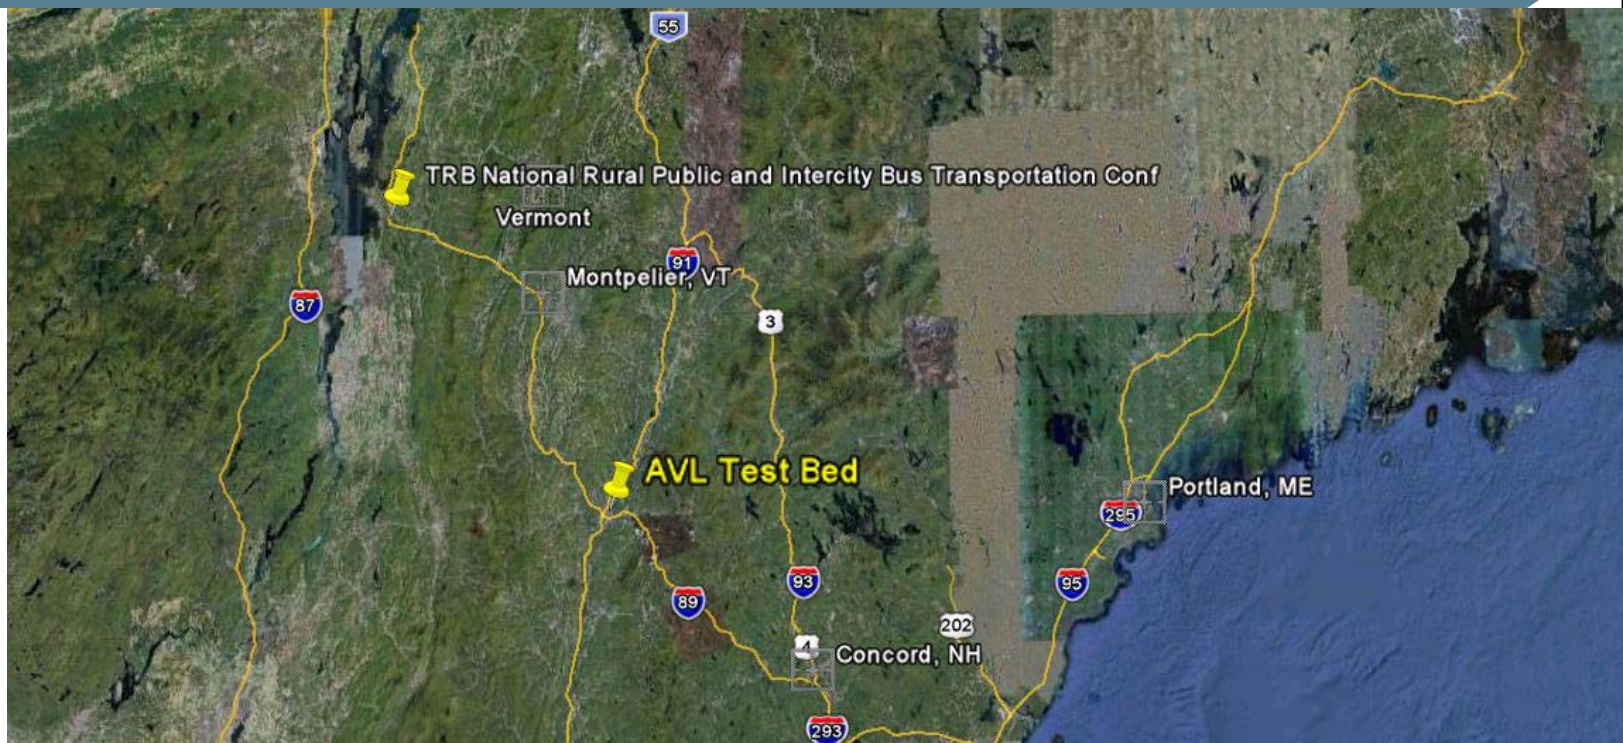 55
TRB National Rural Public and Intercity Bus Transportation Conf
Vermont
91
Montpelier, VT
87
3
AVL Test Bed
Portland, ME
295
93
95
89
202
4
Concord, NH
293